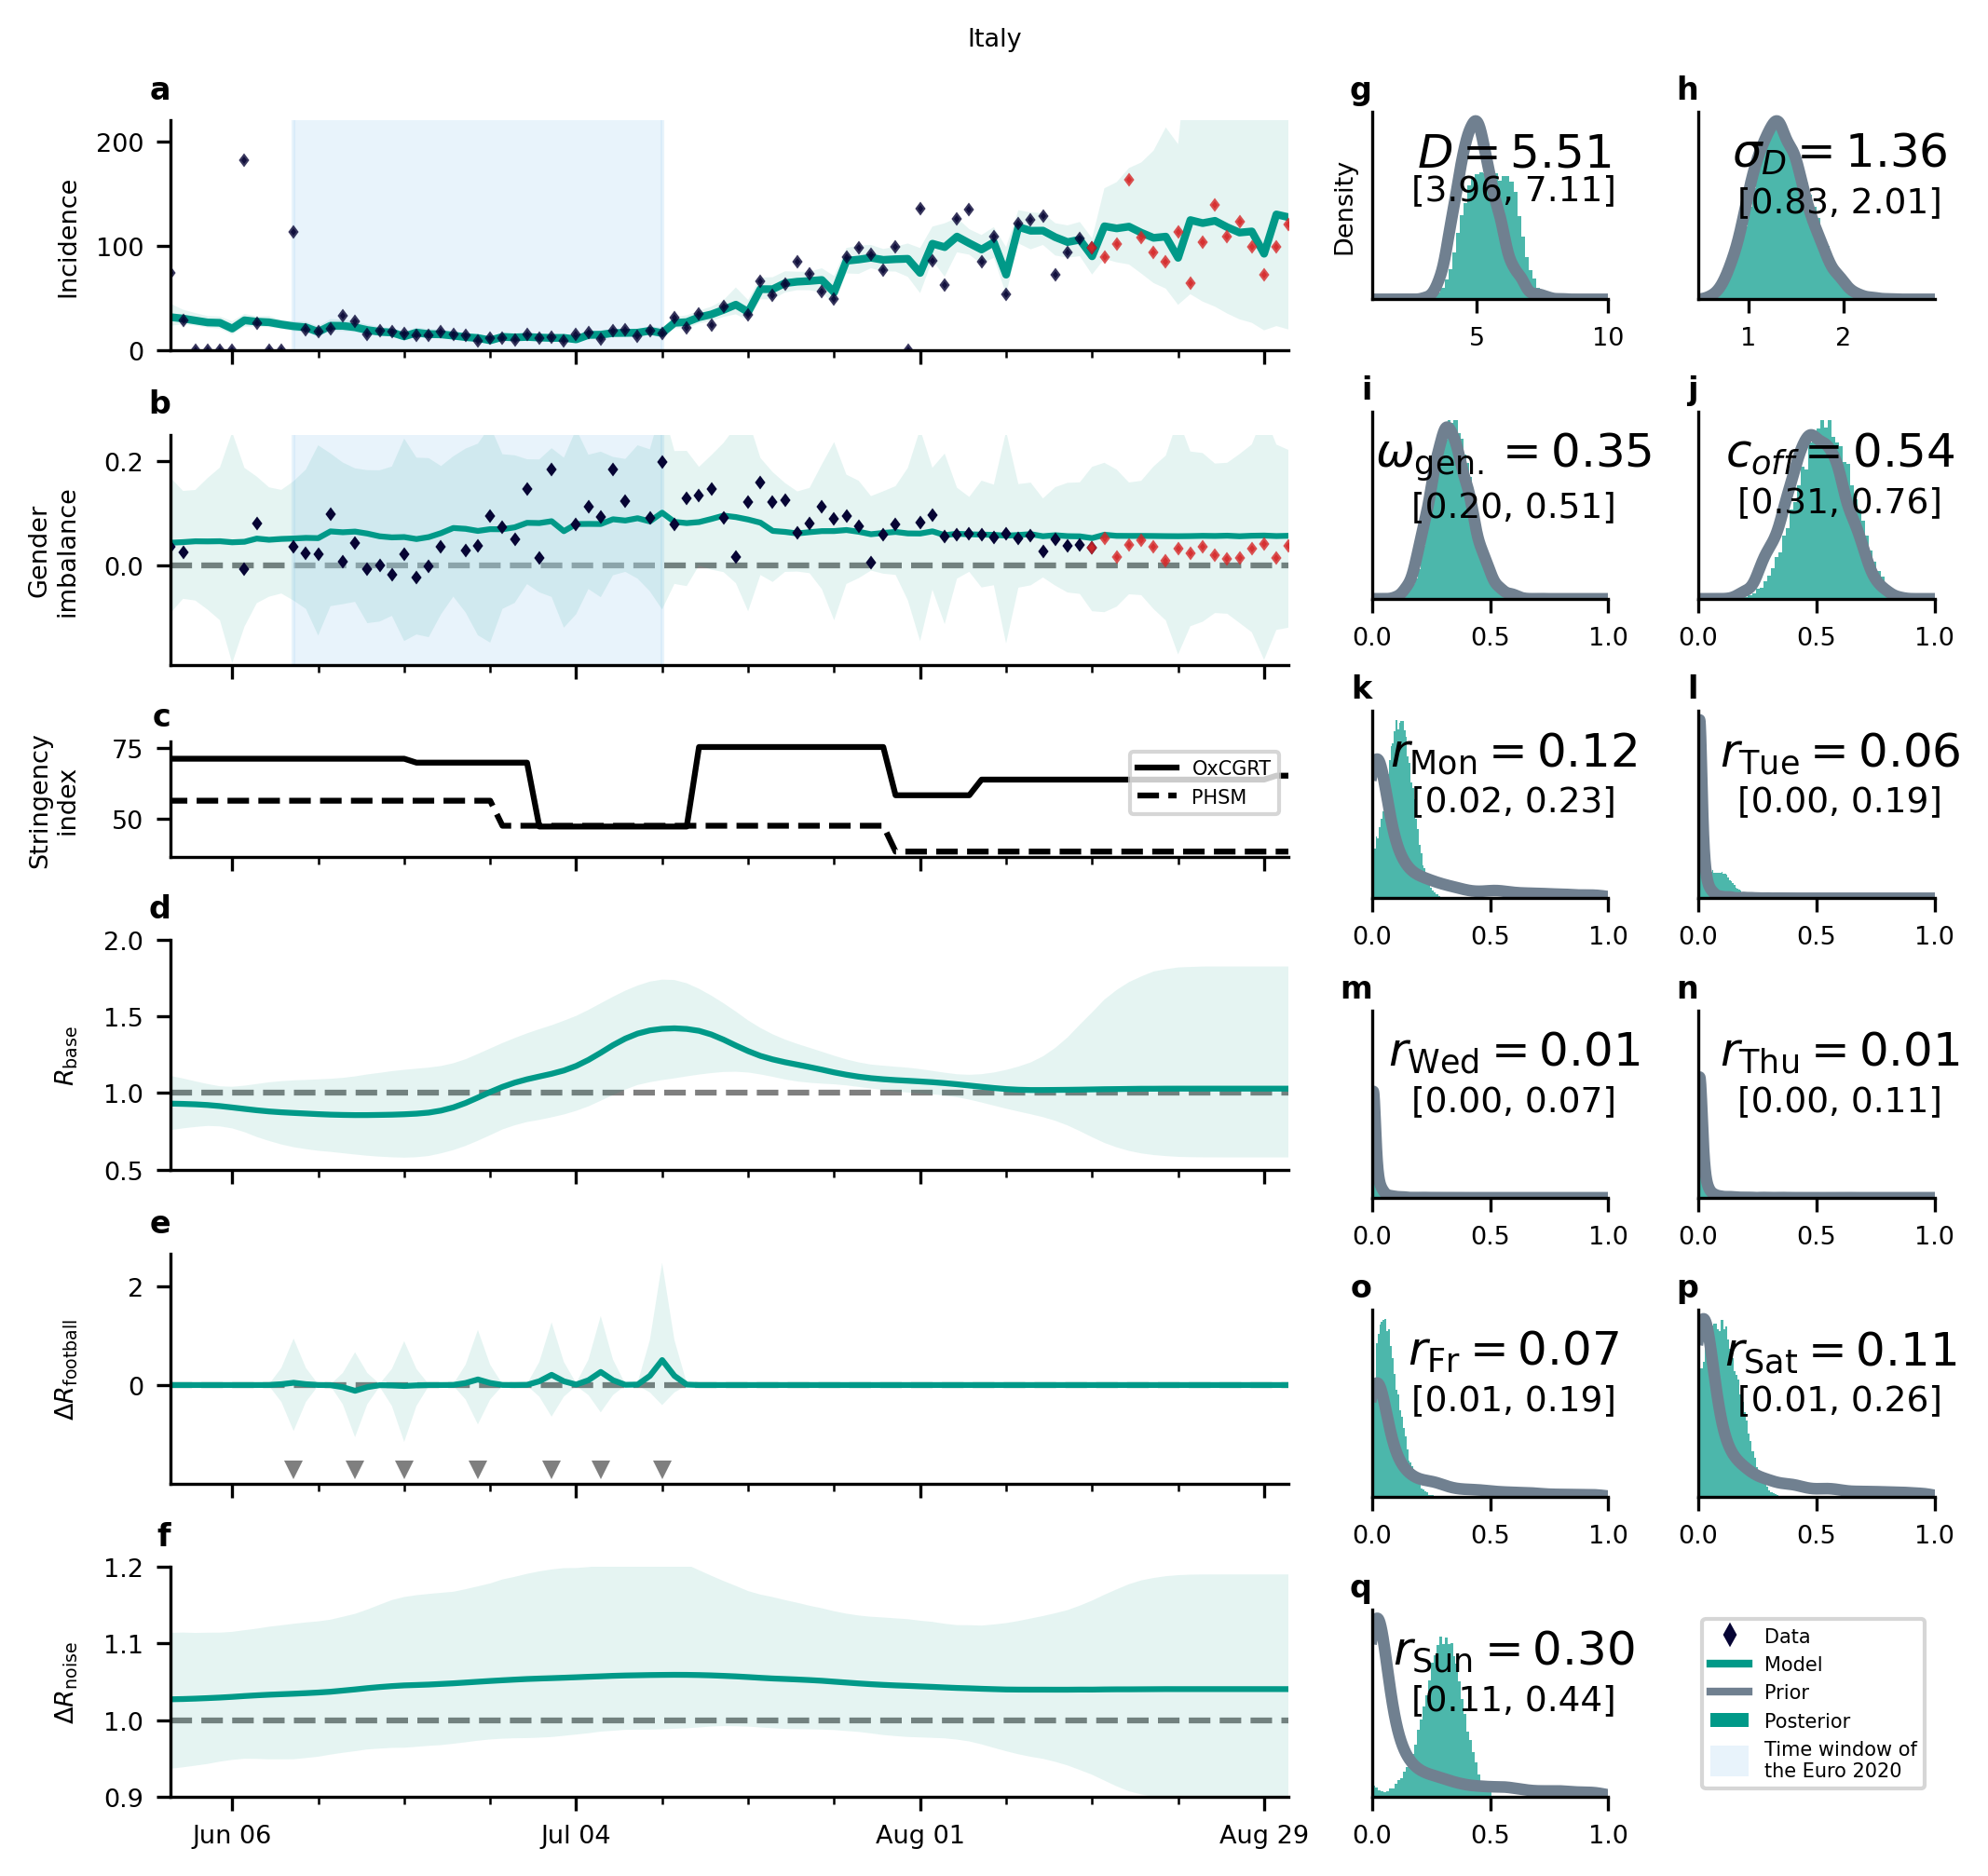 Italy
a
200
100
0
Incidence
b
0.2
0.0
Gender
imbalance
c
75
50
Stringency
index
OxCGRT
PHSM
d
2.0
1.5
1.0
0.5
R_base
e
2
0
ΔR_football
f
1.2
1.1
1.0
0.9
ΔR_noise
Jun 06
Jul 04
Aug 01
Aug 29
g
Density
D = 5.51
[3.96, 7.11]
5
10
h
σ_D = 1.36
[0.83, 2.01]
1
2
i
ω_gen. = 0.35
[0.20, 0.51]
0.0
0.5
1.0
j
c_off = 0.54
[0.31, 0.76]
0.0
0.5
1.0
k
r_Mon = 0.12
[0.02, 0.23]
0.0
0.5
1.0
l
r_Tue = 0.06
[0.00, 0.19]
0.0
0.5
1.0
m
r_Wed = 0.01
[0.00, 0.07]
0.0
0.5
1.0
n
r_Thu = 0.01
[0.00, 0.11]
0.0
0.5
1.0
o
r_Fr = 0.07
[0.01, 0.19]
0.0
0.5
1.0
p
r_Sat = 0.11
[0.01, 0.26]
0.0
0.5
1.0
q
r_Sun = 0.30
[0.11, 0.44]
0.0
0.5
1.0
Data
Model
Prior
Posterior
Time window of
the Euro 2020